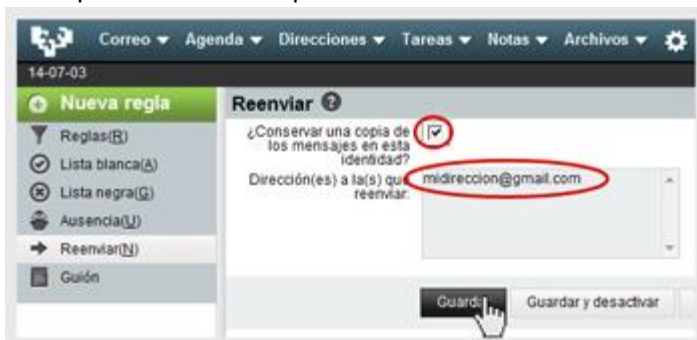 Correo Agenda Direcciones Tareas Notas Archivos
14-07-03
Nueva regla
Reglas(R)
Lista blanca(A)
Lista negra(G)
Ausencia(U)
Reenviar(N)
Guión
Reenviar
¿Conservar una copia de
los mensajes en esta
identidad?
Dirección(es) a la(s) que
reenviar:
midireccion@gmail.com
Guardar y desactivar